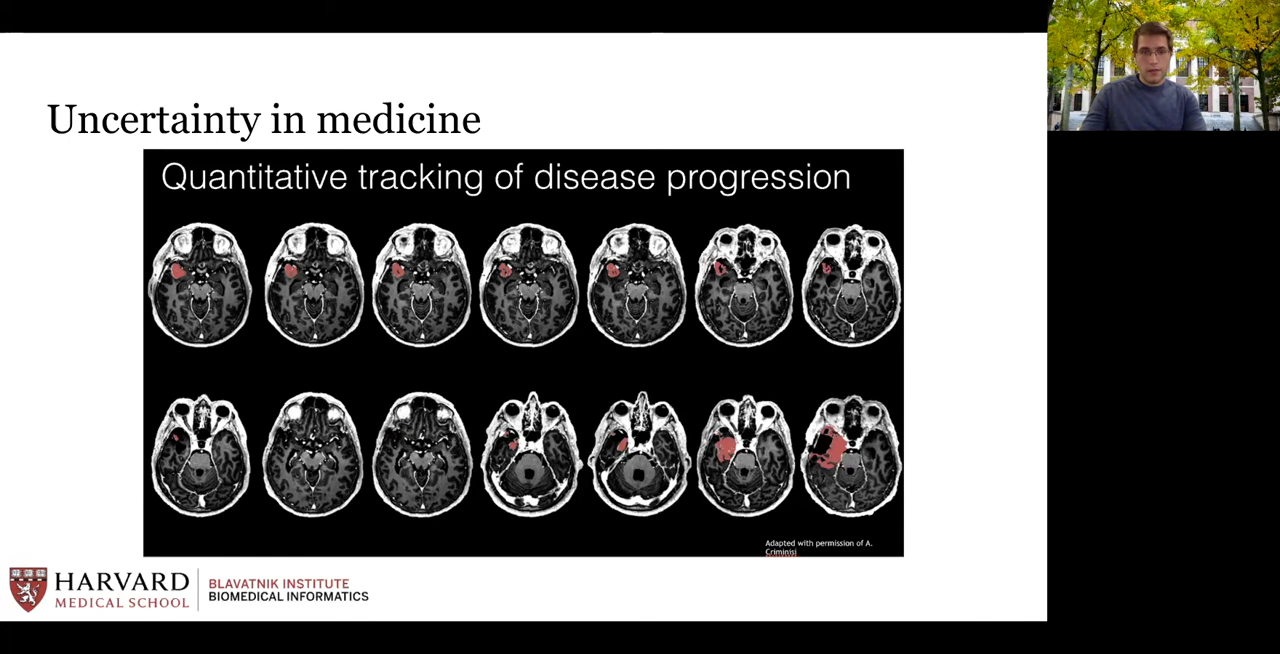 Uncertainty in medicine
Quantitative tracking of disease progression
Adapted with permission of A.
Criminisi
HARVARD
MEDICAL SCHOOL
BLAVATNIK INSTITUTE
BIOMEDICAL INFORMATICS